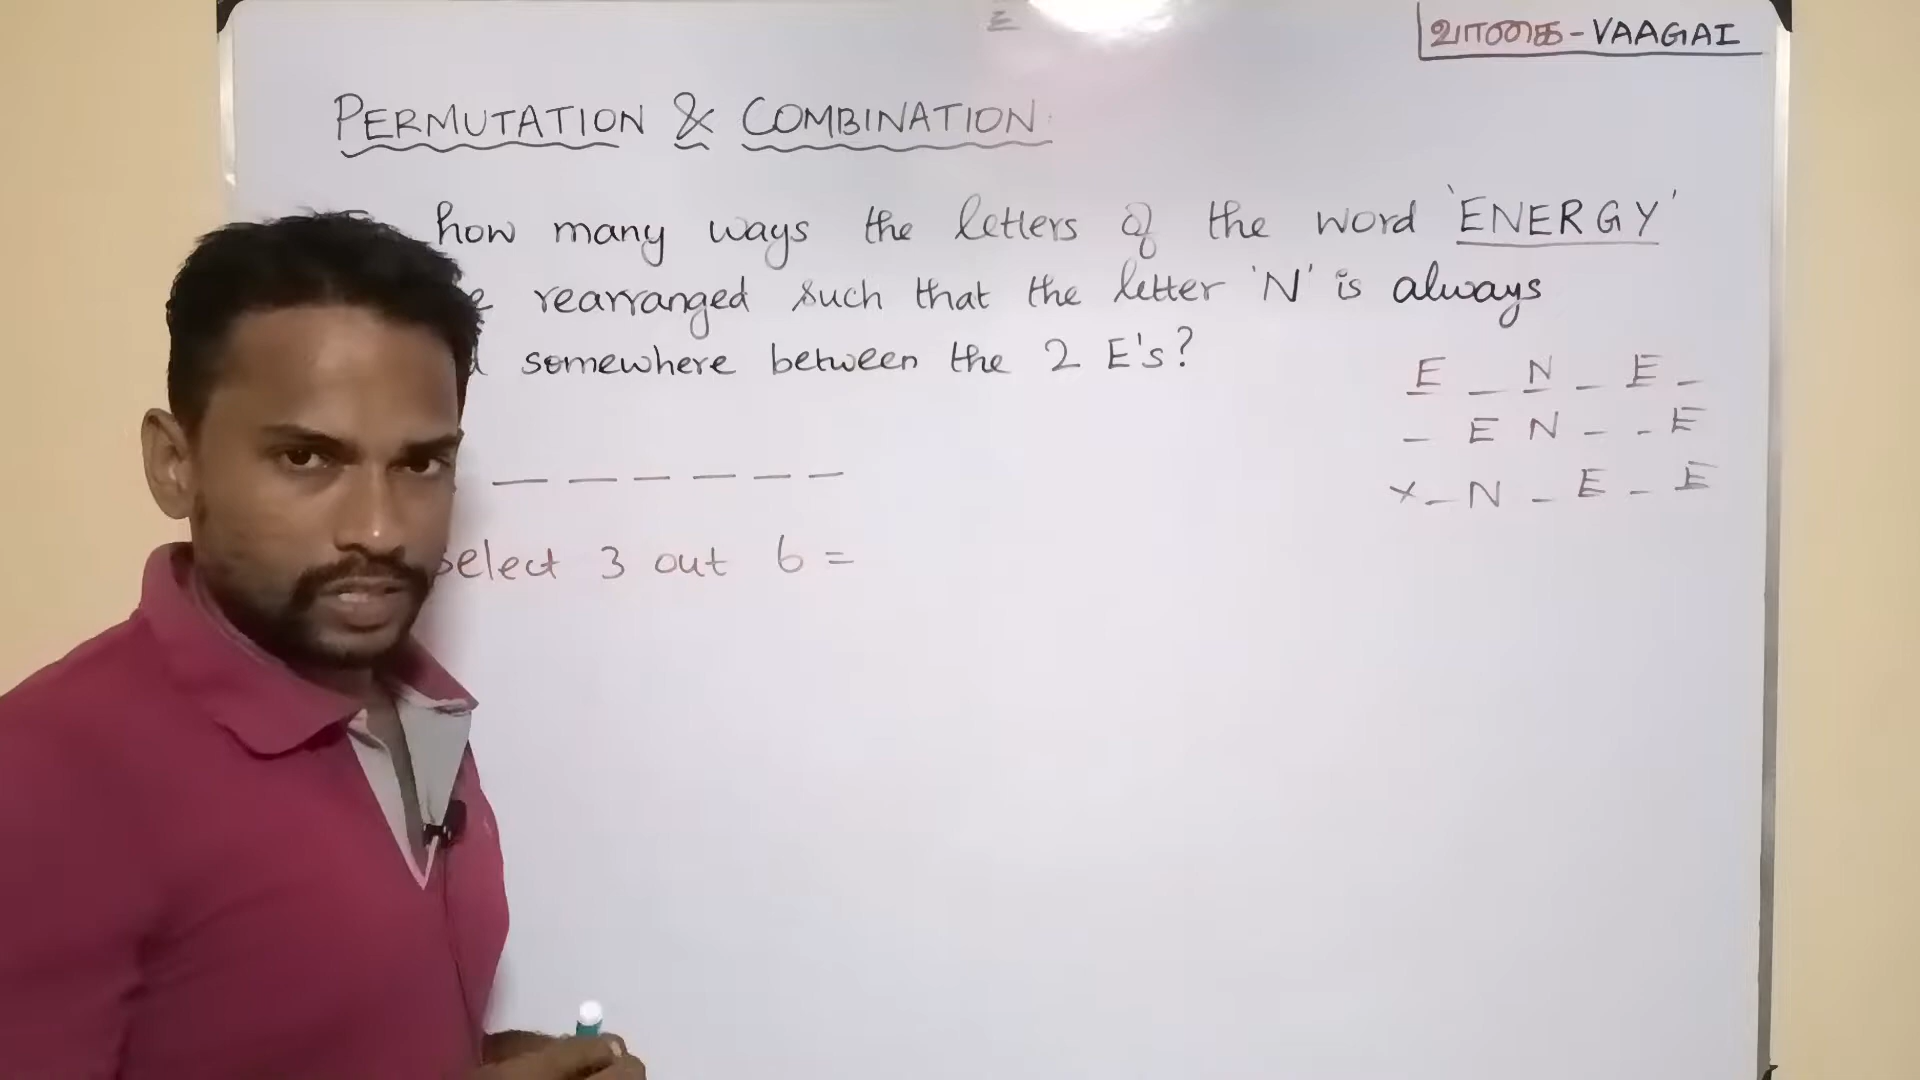 வாகை - VAAGAI
PERMUTATION & COMBINATION
how many ways the letters of the word 'ENERGY'
rearranged such that the letter 'N' is always
somewhere between the 2 E's?
E _ N _ E _
_ E N _ _ E
_ _ _ _ _ _
x _ N _ E _ E
select 3 out 6 =